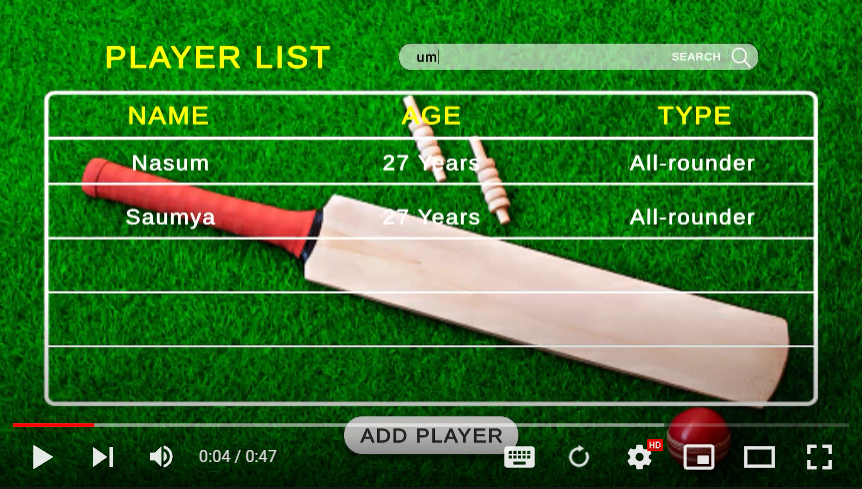 PLAYER LIST
um SEARCH
NAME AGE TYPE
Nasum 27 Years All-rounder
Saumya 27 Years All-rounder
ADD PLAYER
0:04 / 0:47 HD